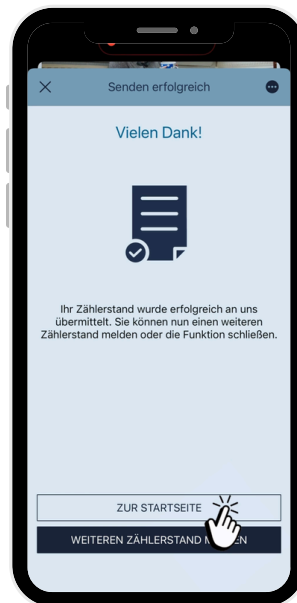 Senden erfolgreich
Vielen Dank!
Ihr Zählerstand wurde erfolgreich an uns
übermittelt. Sie können nun einen weiteren
Zählerstand melden oder die Funktion schließen.
ZUR STARTSEITE
WEITEREN ZÄHLERSTAND